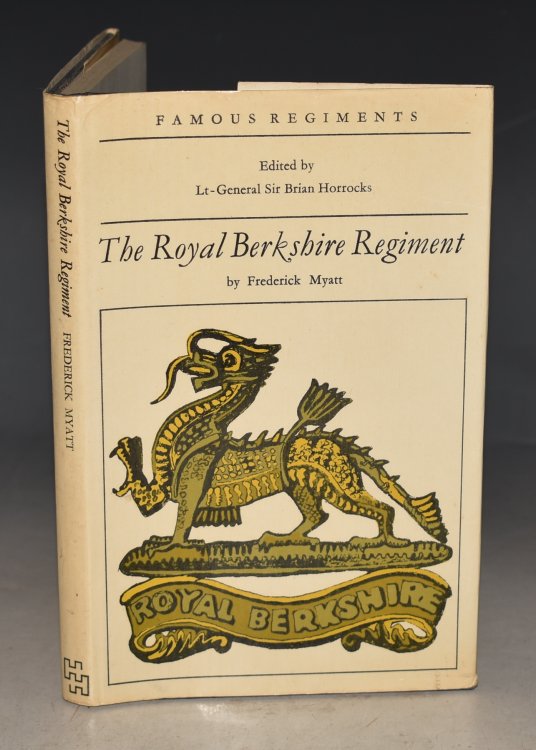 FAMOUS REGIMENTS
Edited by
Lt-General Sir Brian Horrocks
The Royal Berkshire Regiment
by Frederick Myatt
ROYAL BERKSHIRE
The Royal Berkshire Regiment FREDERICK MYATT